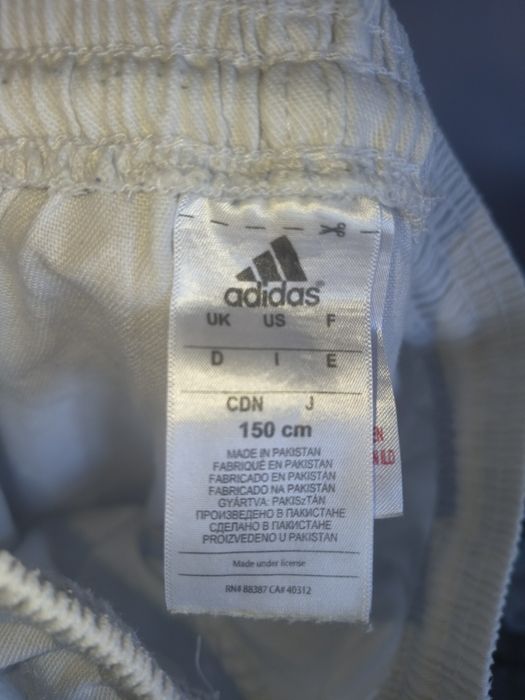 adidas
UK US F
D I E
CDN J
150 cm
MADE IN PAKISTAN
FABRIQUÉ EN PAKISTAN
FABRICADO EN PAKISTAN
FABRICADO NA PAKISTAN
GYÁRTVA: PAKISzTÁN
ПРОИЗВЕДЕНО В ПАКИСТАНЕ
СДЕЛАНО В ПАКИСТАНЕ
PROIZVEDENO U PAKISTAN
Made under license
RN# 88387 CA# 40312